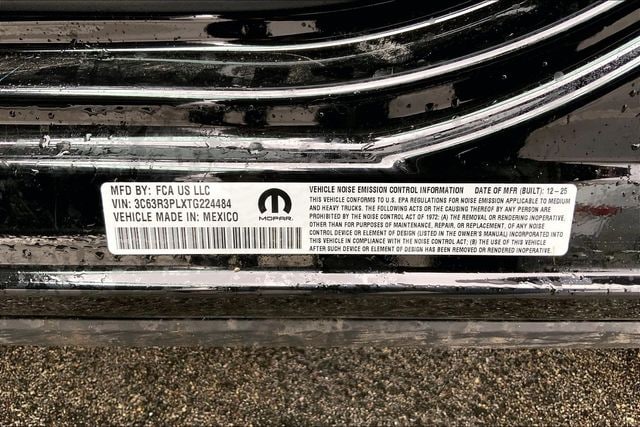 MFD BY: FCA US LLC
VIN: 3C63R3PLXTG224484
VEHICLE MADE IN: MEXICO
MOPAR
VEHICLE NOISE EMISSION CONTROL INFORMATION DATE OF MFR (BUILT): 12-25
THIS VEHICLE CONFORMS TO U.S. EPA REGULATIONS FOR NOISE EMISSION APPLICABLE TO MEDIUM
AND HEAVY TRUCKS. THE FOLLOWING ACTS OR THE CAUSING THEREOF BY ANY PERSON ARE
PROHIBITED BY THE NOISE CONTROL ACT OF 1972: (A) THE REMOVAL OR RENDERING INOPERATIVE,
OTHER THAN FOR PURPOSES OF MAINTENANCE, REPAIR, OR REPLACEMENT, OF ANY NOISE
CONTROL DEVICE OR ELEMENT OF DESIGN (LISTED IN THE OWNER'S MANUAL) INCORPORATED INTO
THIS VEHICLE IN COMPLIANCE WITH THE NOISE CONTROL ACT; (B) THE USE OF THIS VEHICLE
AFTER SUCH DEVICE OR ELEMENT OF DESIGN HAS BEEN REMOVED OR RENDERED INOPERATIVE.